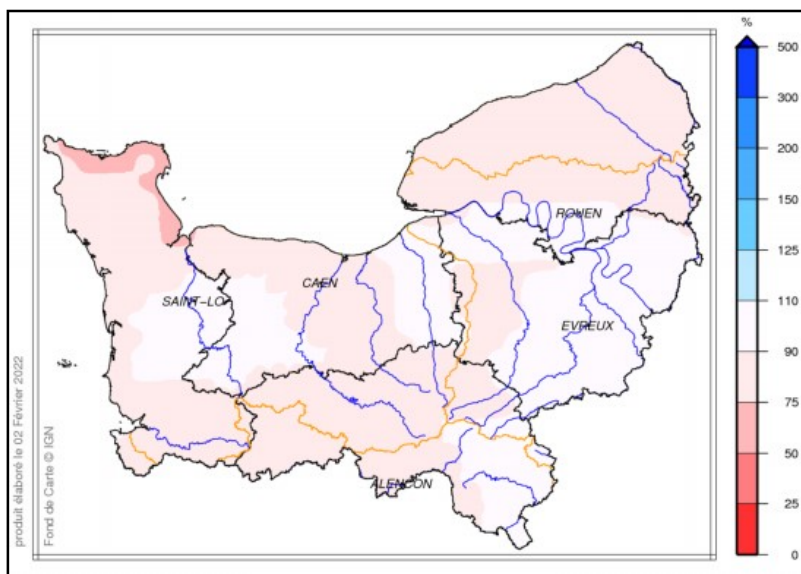 %
500
300
200
150
125
110
90
75
50
25
0
ROUEN
CAEN
SAINT-LO
EVREUX
ALENCON
produit élaboré le 02 Février 2022
Fond de Carte © IGN